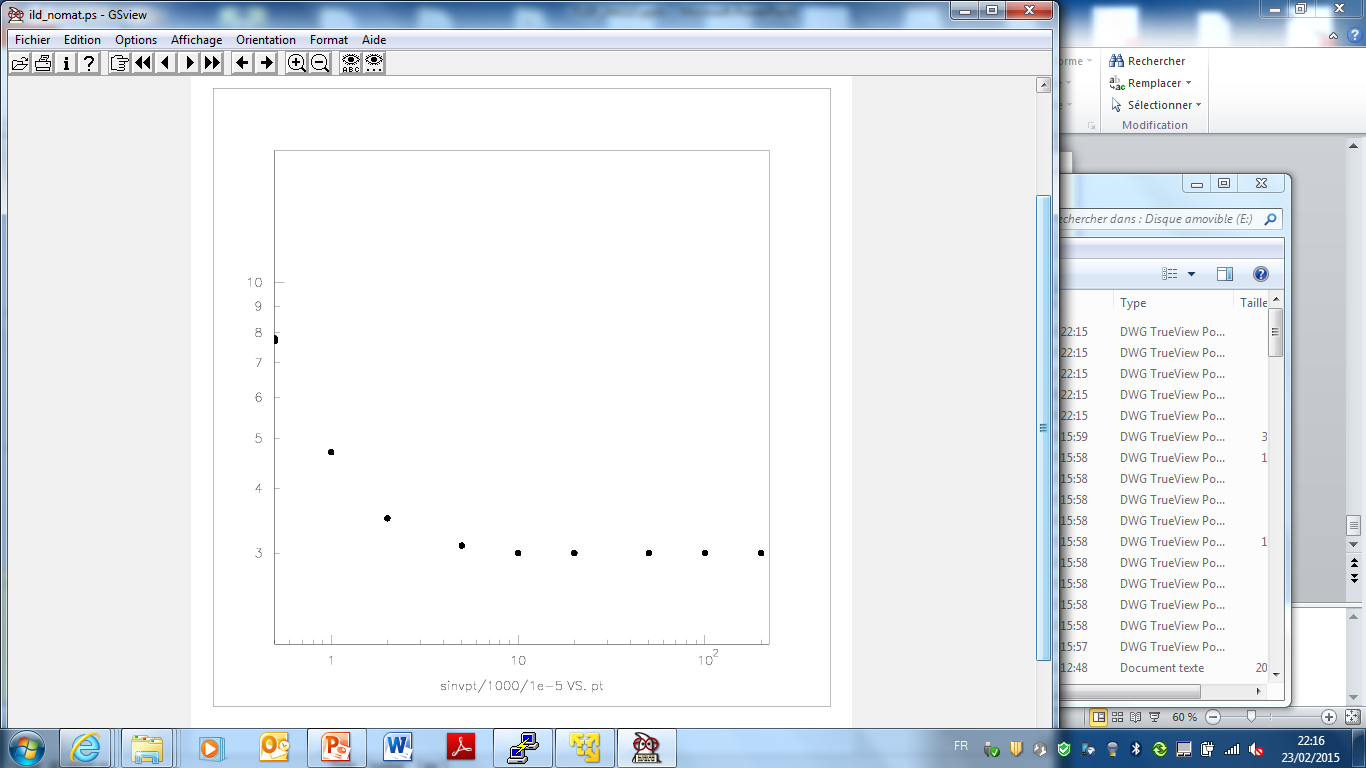 ild_nomat.ps - GSview
Fichier Edition Options Affichage Orientation Format Aide
Rechercher
Remplacer
Sélectionner
Modification
10
9
8
7
6
5
4
3
1 10 10²
sinvpt/1000/1e-5 VS. pt
echercher dans : Disque amovible (E:)
Type Taille
22:15 DWG TrueView Po...
22:15 DWG TrueView Po...
22:15 DWG TrueView Po...
22:15 DWG TrueView Po...
22:15 DWG TrueView Po...
15:59 DWG TrueView Po... 3
15:58 DWG TrueView Po... 1
15:58 DWG TrueView Po...
15:58 DWG TrueView Po...
15:58 DWG TrueView Po...
15:58 DWG TrueView Po... 1
15:58 DWG TrueView Po...
15:58 DWG TrueView Po...
15:58 DWG TrueView Po...
15:58 DWG TrueView Po...
15:57 DWG TrueView Po...
12:48 Document texte 20
60 %
FR
22:16
23/02/2015